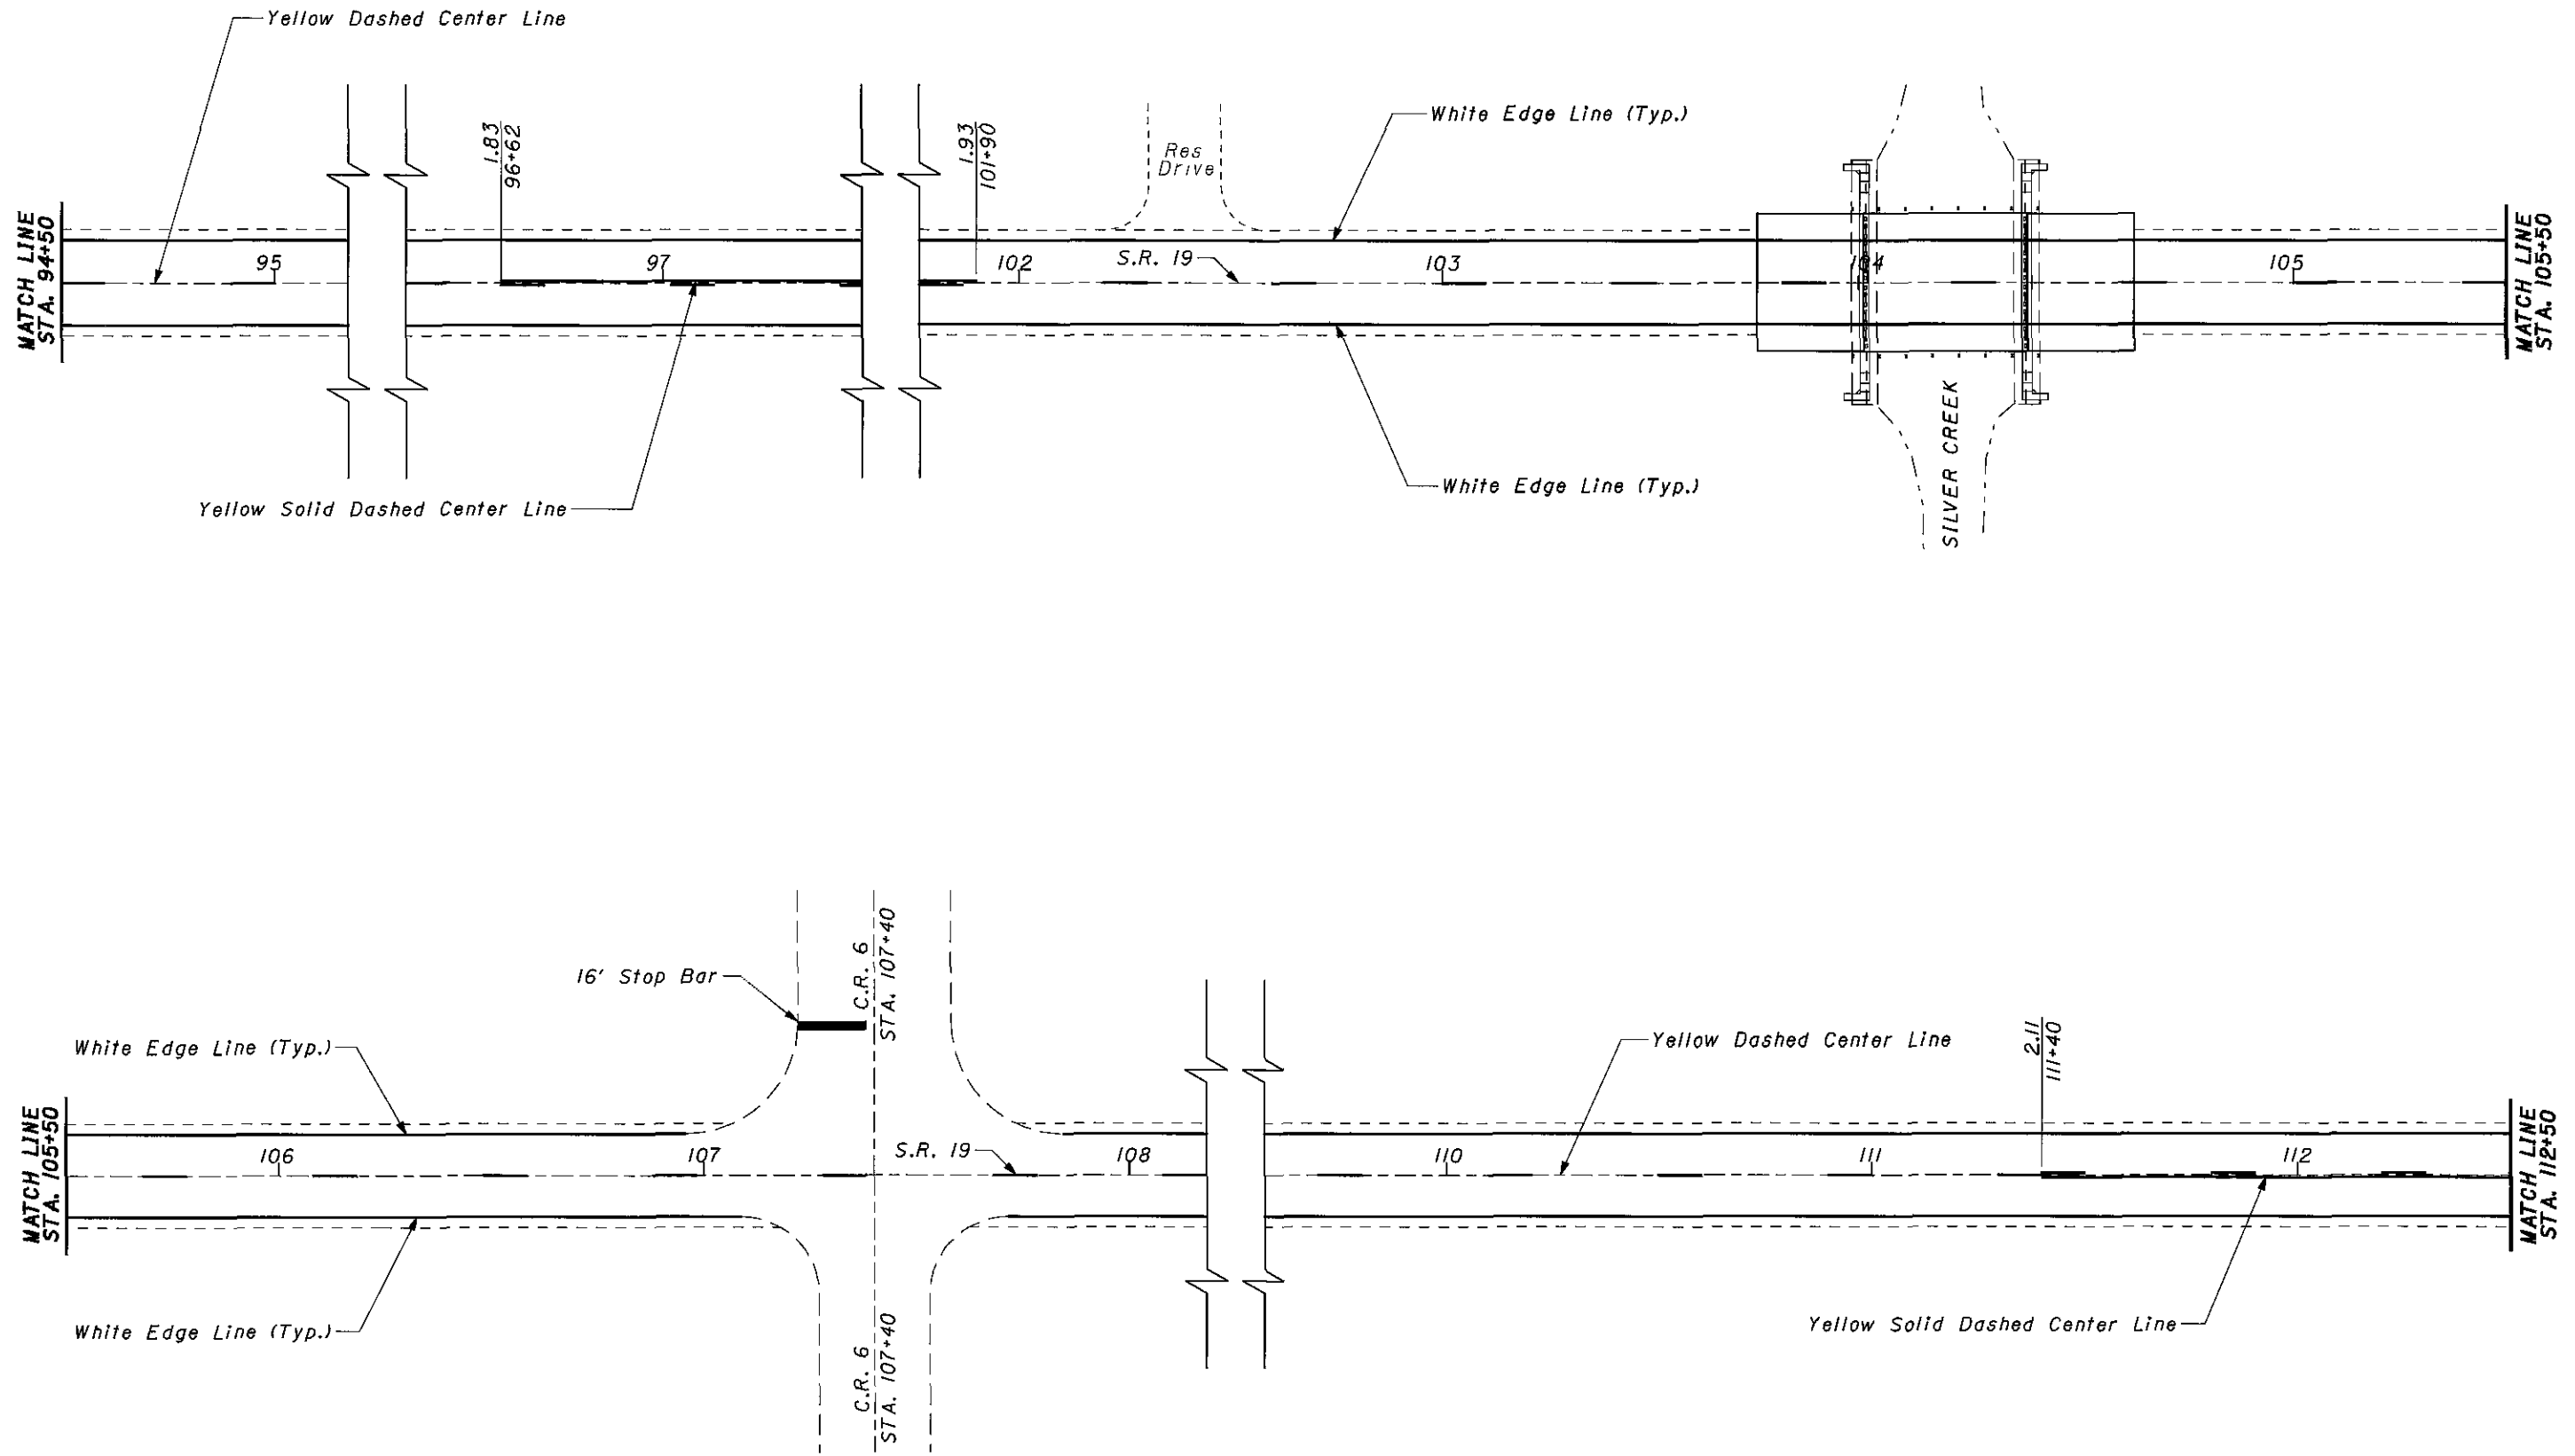 Yellow Dashed Center Line
1.83
96+62
1.93
101+90
White Edge Line (Typ.)
Res
Drive
MATCH LINE
STA. 94+50
95
97
102
S.R. 19
103
104
105
MATCH LINE
STA. 105+50
Yellow Solid Dashed Center Line
White Edge Line (Typ.)
SILVER CREEK
16' Stop Bar
C.R. 6
STA. 107+40
White Edge Line (Typ.)
Yellow Dashed Center Line
2.11
111+40
MATCH LINE
STA. 105+50
106
107
S.R. 19
108
110
111
112
MATCH LINE
STA. 112+50
White Edge Line (Typ.)
C.R. 6
STA. 107+40
Yellow Solid Dashed Center Line